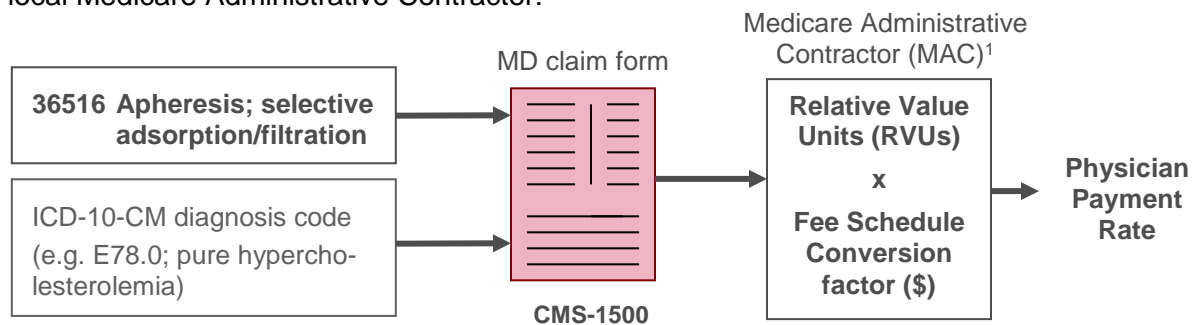 local Medicare Administrative Contractor.
Medicare Administrative
Contractor (MAC)¹
MD claim form
36516 Apheresis; selective
adsorption/filtration
ICD-10-CM diagnosis code
(e.g. E78.0; pure hypercho-
lesterolemia)
CMS-1500
Relative Value
Units (RVUs)
x
Fee Schedule
Conversion
factor ($)
Physician
Payment
Rate